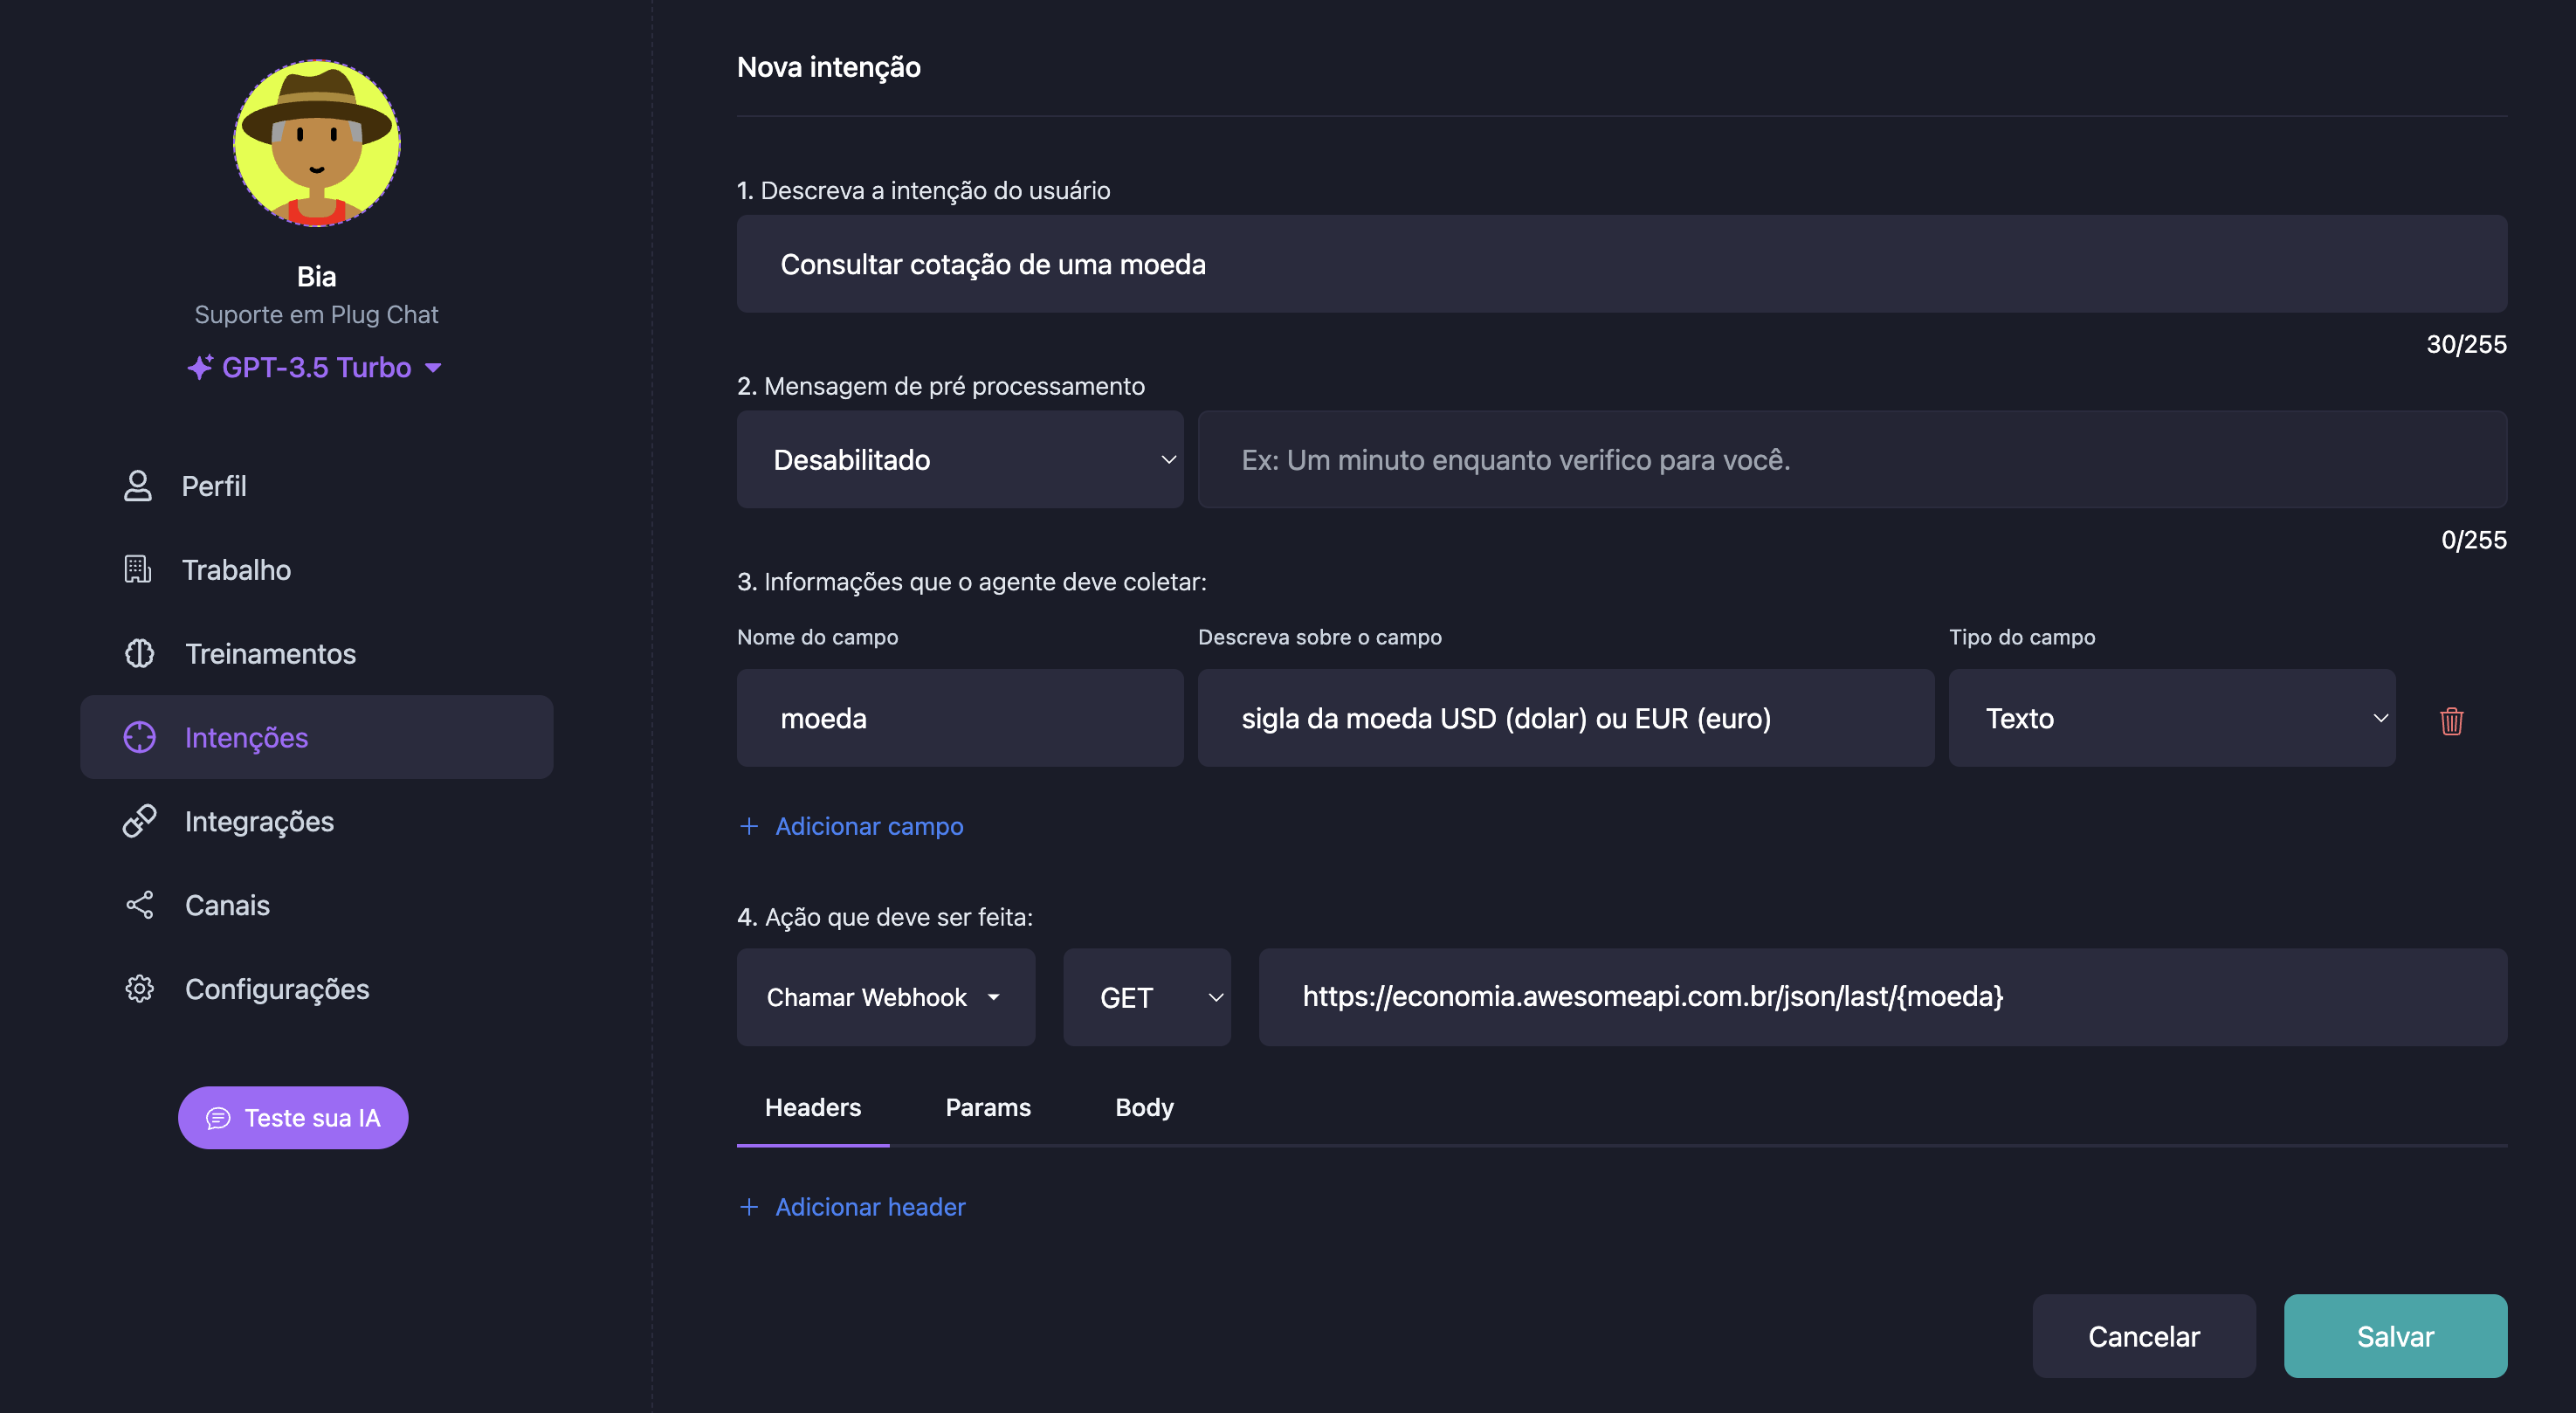 Bia
Suporte em Plug Chat
GPT-3.5 Turbo
Perfil
Trabalho
Treinamentos
Intenções
Integrações
Canais
Configurações
Teste sua IA
Nova intenção
1. Descreva a intenção do usuário
Consultar cotação de uma moeda
30/255
2. Mensagem de pré processamento
Desabilitado
Ex: Um minuto enquanto verifico para você.
0/255
3. Informações que o agente deve coletar:
Nome do campo Descreva sobre o campo Tipo do campo
moeda sigla da moeda USD (dolar) ou EUR (euro) Texto
+ Adicionar campo
4. Ação que deve ser feita:
Chamar Webhook GET https://economia.awesomeapi.com.br/json/last/{moeda}
Headers Params Body
+ Adicionar header
Cancelar Salvar